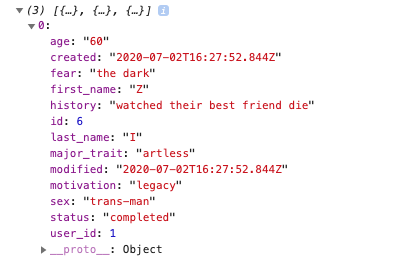 (3) [{…}, {…}, {…}] i
0:
age: "60"
created: "2020-07-02T16:27:52.844Z"
fear: "the dark"
first_name: "Z"
history: "watched their best friend die"
id: 6
last_name: "I"
major_trait: "artless"
modified: "2020-07-02T16:27:52.844Z"
motivation: "legacy"
sex: "trans-man"
status: "completed"
user_id: 1
__proto__: Object